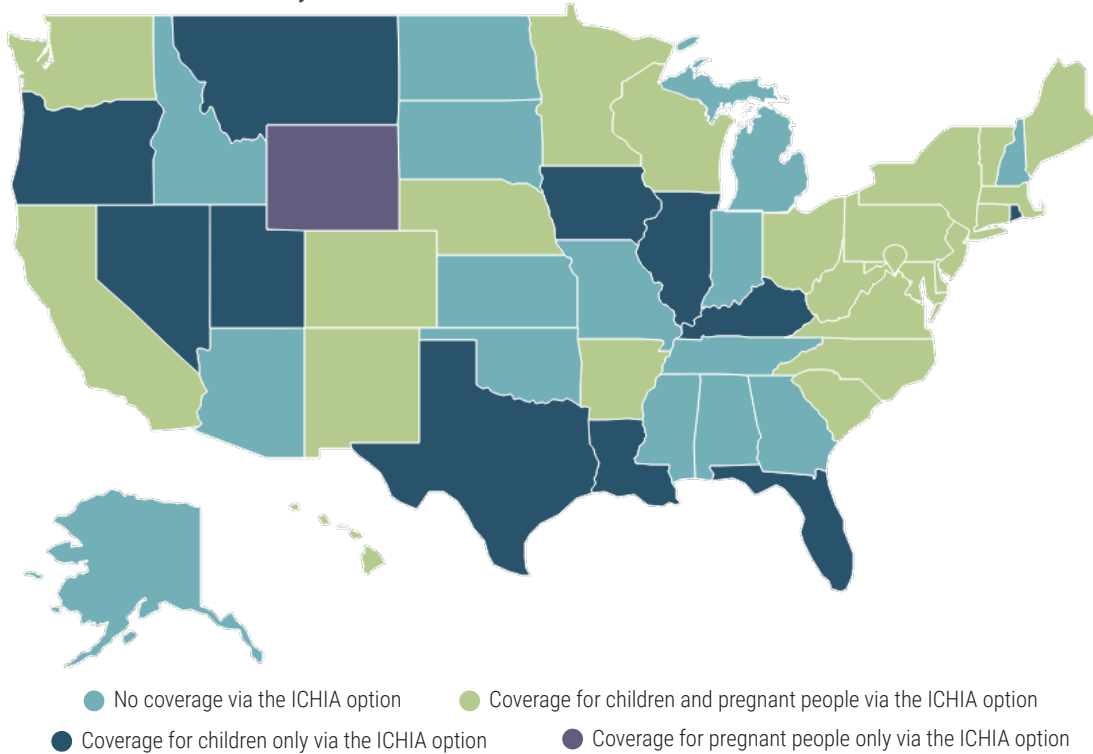 No coverage via the ICHIA option
Coverage for children and pregnant people via the ICHIA option
Coverage for children only via the ICHIA option
Coverage for pregnant people only via the ICHIA option